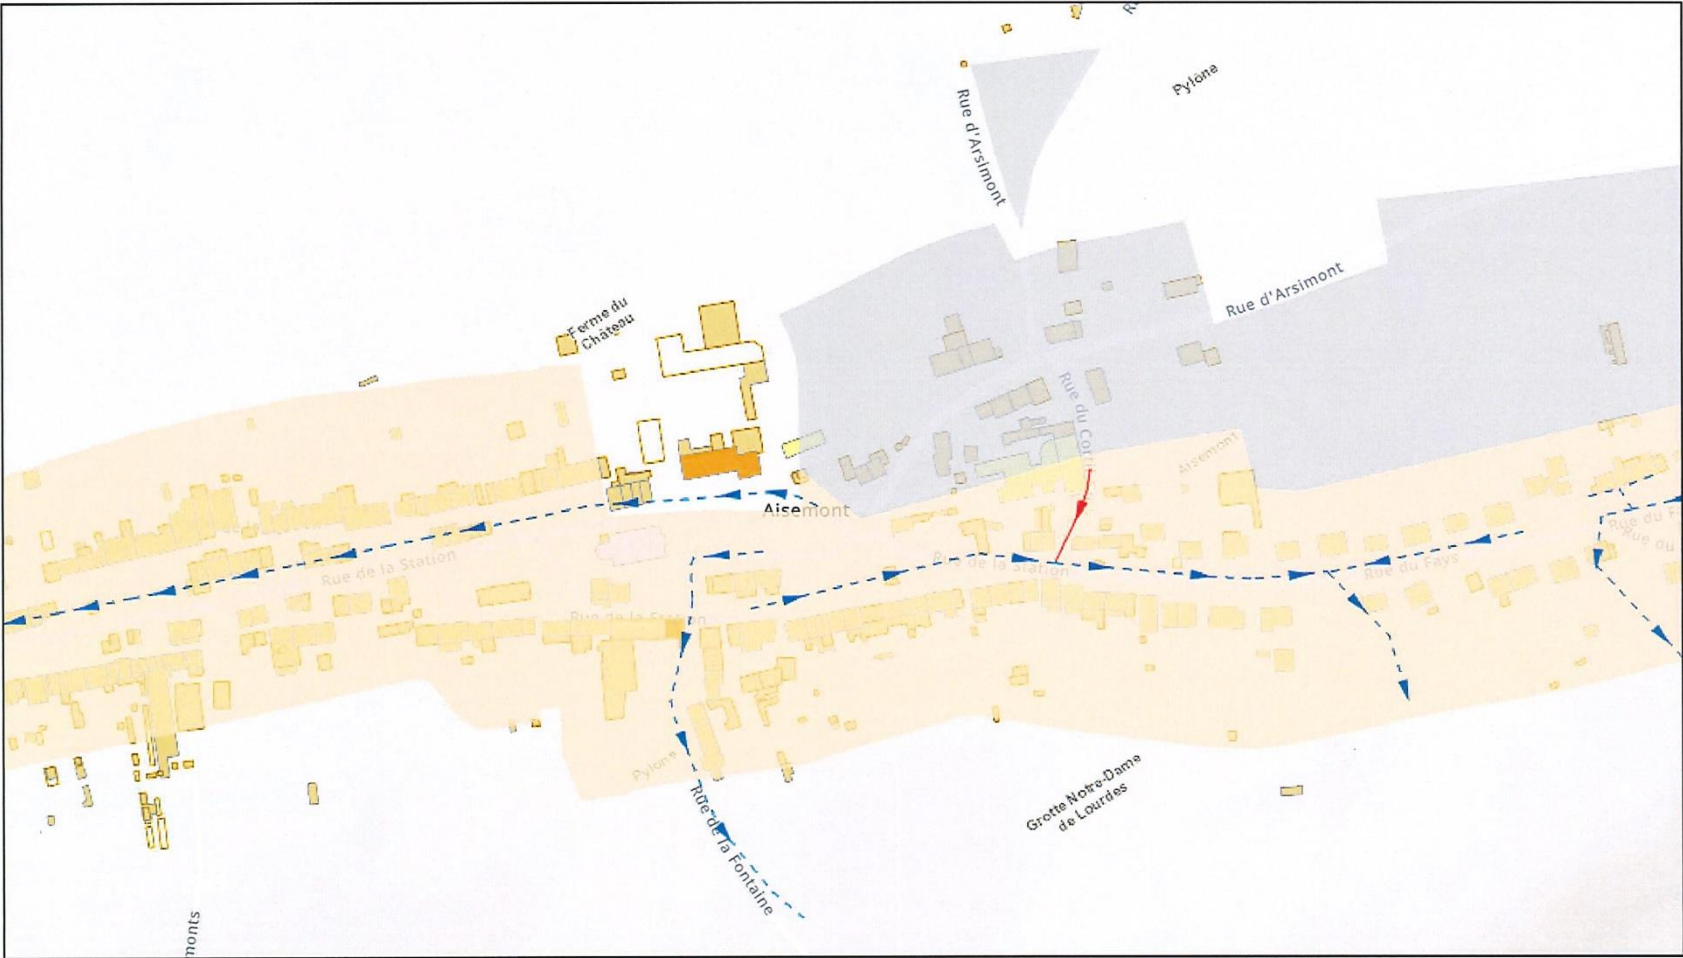 Pylône
Rue d'Arsimont
Rue d'Arsimont
Ferme du
Château
Aisemont
Aisemont
Rue de la Station
Rue de la Station
Rue du Fays
Rue de la Station
Pylône
Rue de la Fontaine
Grotte Notre-Dame
de Lourdes